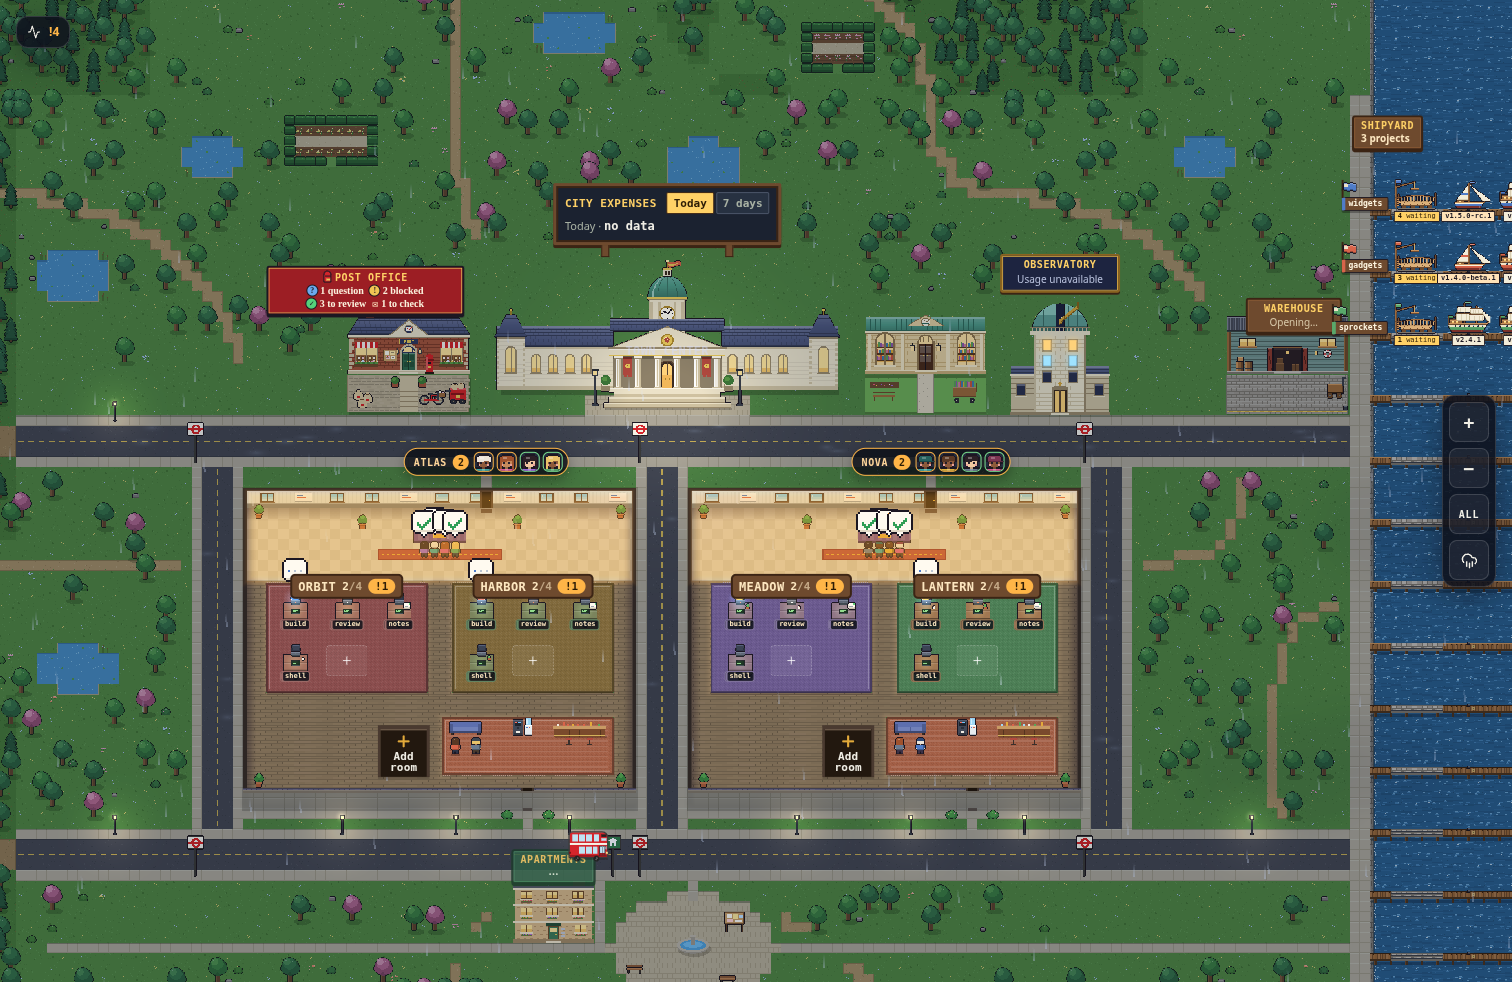 !4
SHIPYARD
3 projects
CITY EXPENSES Today 7 days
Today · no data
widgets
4 waiting v1.5.0-rc.1
gadgets
3 waiting v1.4.0-beta.1
sprockets
1 waiting v2.4.1
POST OFFICE
? 1 question ! 2 blocked
✓ 3 to review ✉ 1 to check
OBSERVATORY
Usage unavailable
WAREHOUSE
Opening...
+
−
ALL
ATLAS 2
NOVA 2
ORBIT 2/4 !1
HARBOR 2/4 !1
MEADOW 2/4 !1
LANTERN 2/4 !1
build review notes
build review notes
build review notes
build review notes
shell +
shell +
shell +
shell +
+
Add
room
+
Add
room
APARTMENTS
...